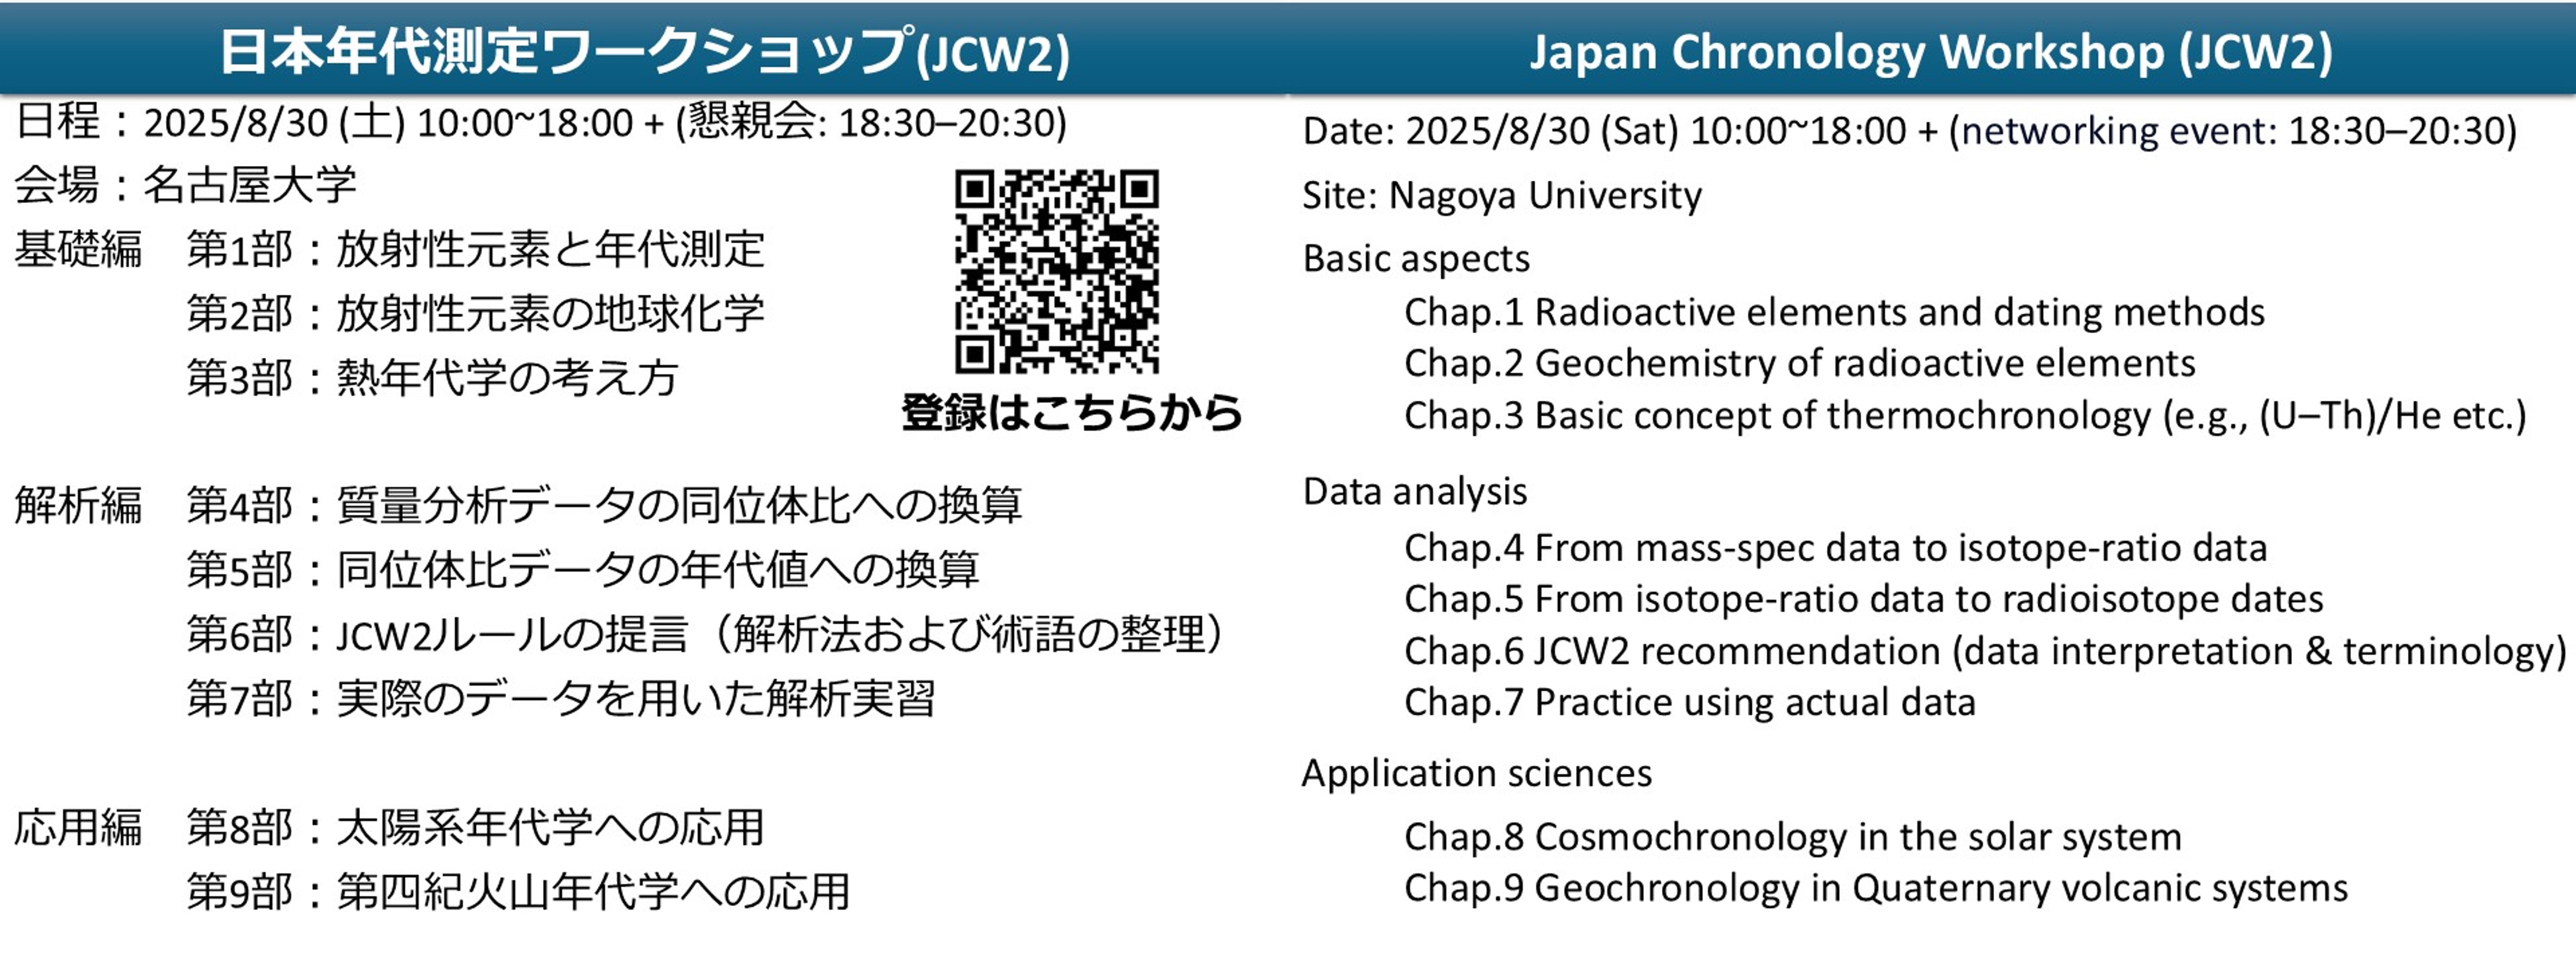 日本年代測定ワークショップ(JCW2)
日程：2025/8/30 (土) 10:00~18:00 + (懇親会: 18:30–20:30)
会場：名古屋大学
基礎編　第1部：放射性元素と年代測定
第2部：放射性元素の地球化学
第3部：熱年代学の考え方
登録はこちらから
解析編　第4部：質量分析データの同位体比への換算
第5部：同位体比データの年代値への換算
第6部：JCW2ルールの提言（解析法および術語の整理）
第7部：実際のデータを用いた解析実習
応用編　第8部：太陽系年代学への応用
第9部：第四紀火山年代学への応用
Japan Chronology Workshop (JCW2)
Date: 2025/8/30 (Sat) 10:00~18:00 + (networking event: 18:30–20:30)
Site: Nagoya University
Basic aspects
Chap.1 Radioactive elements and dating methods
Chap.2 Geochemistry of radioactive elements
Chap.3 Basic concept of thermochronology (e.g., (U–Th)/He etc.)
Data analysis
Chap.4 From mass-spec data to isotope-ratio data
Chap.5 From isotope-ratio data to radioisotope dates
Chap.6 JCW2 recommendation (data interpretation & terminology)
Chap.7 Practice using actual data
Application sciences
Chap.8 Cosmochronology in the solar system
Chap.9 Geochronology in Quaternary volcanic systems